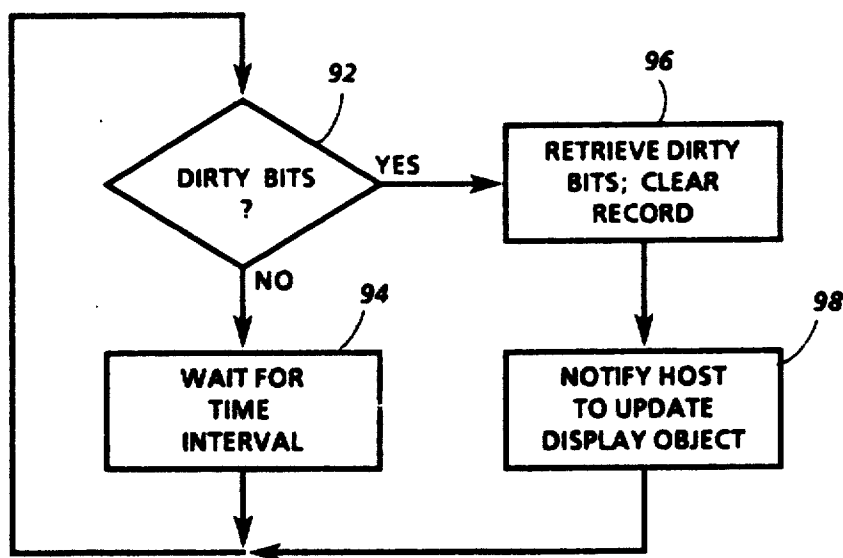 92
DIRTY BITS
?
YES
NO
96
RETRIEVE DIRTY
BITS; CLEAR
RECORD
94
WAIT FOR
TIME
INTERVAL
98
NOTIFY HOST
TO UPDATE
DISPLAY OBJECT